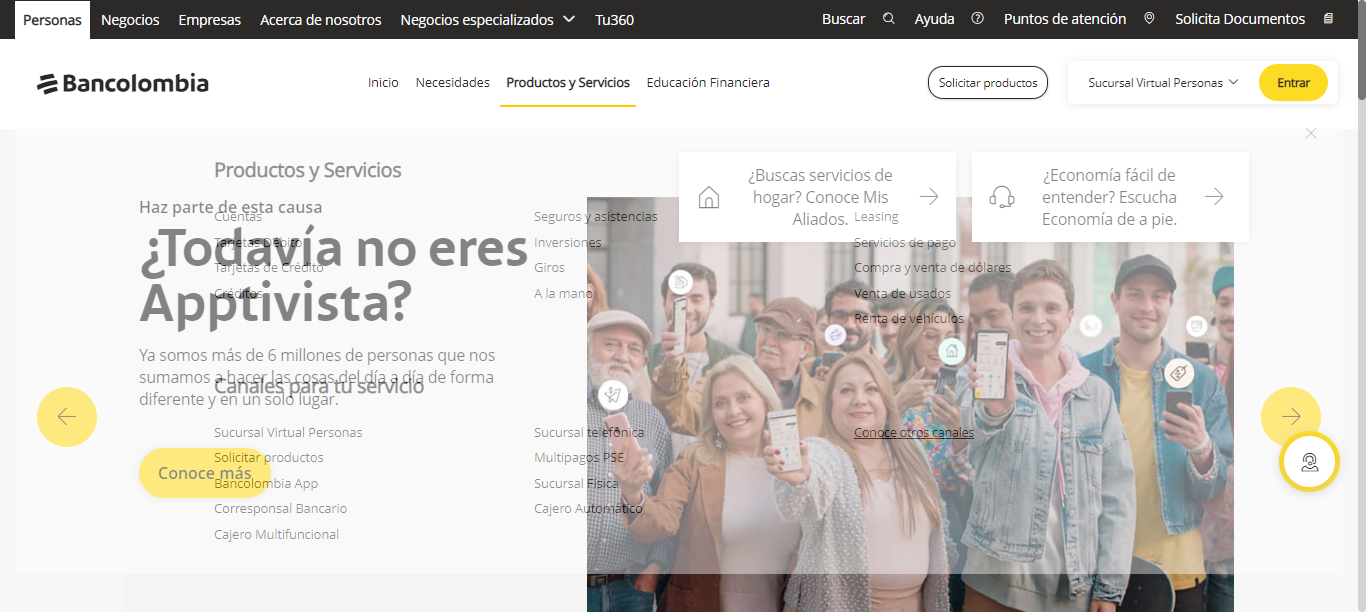 Personas Negocios Empresas Acerca de nosotros Negocios especializados Tu360 Buscar Ayuda Puntos de atención Solicita Documentos
Bancolombia Inicio Necesidades Productos y Servicios Educación Financiera Solicitar productos Sucursal Virtual Personas Entrar
Productos y Servicios
¿Buscas servicios de
hogar? Conoce Mis
Aliados.
¿Economía fácil de
entender? Escucha
Economía de a pie.
Cuentas
Tarjetas Débito
Tarjetas de Crédito
Créditos
Seguros y asistencias
Inversiones
Giros
A la mano
Leasing
Servicios de pago
Compra y venta de dólares
Venta de usados
Renta de vehículos
Haz parte de esta causa
¿Todavía no eres
Apptivista?
Ya somos más de 6 millones de personas que nos
sumamos a hacer las cosas del día a día de forma
diferente y en un solo lugar.
Conoce más
Canales para tu servicio
Sucursal Virtual Personas
Solicitar productos
Bancolombia App
Corresponsal Bancario
Cajero Multifuncional
Sucursal telefónica
Multipagos PSE
Sucursal Física
Cajero Automático
Conoce otros canales